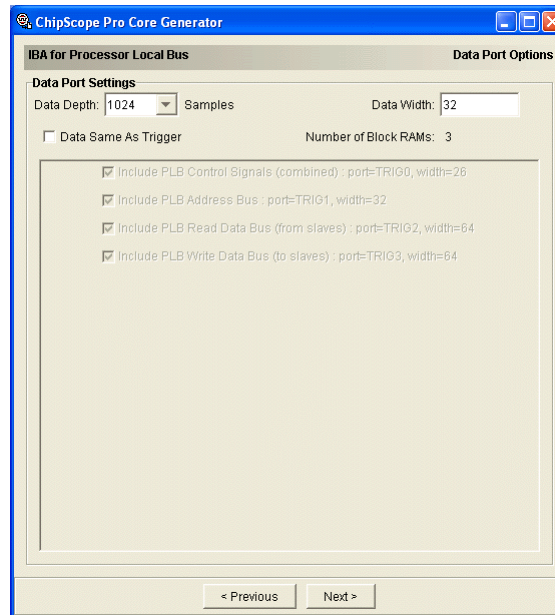 ChipScope Pro Core Generator
IBA for Processor Local Bus Data Port Options
Data Port Settings
Data Depth: 1024 Samples Data Width: 32
Data Same As Trigger Number of Block RAMs: 3
Include PLB Control Signals (combined) : port=TRIG0, width=26
Include PLB Address Bus : port=TRIG1, width=32
Include PLB Read Data Bus (from slaves) : port=TRIG2, width=64
Include PLB Write Data Bus (to slaves) : port=TRIG3, width=64
< Previous Next >